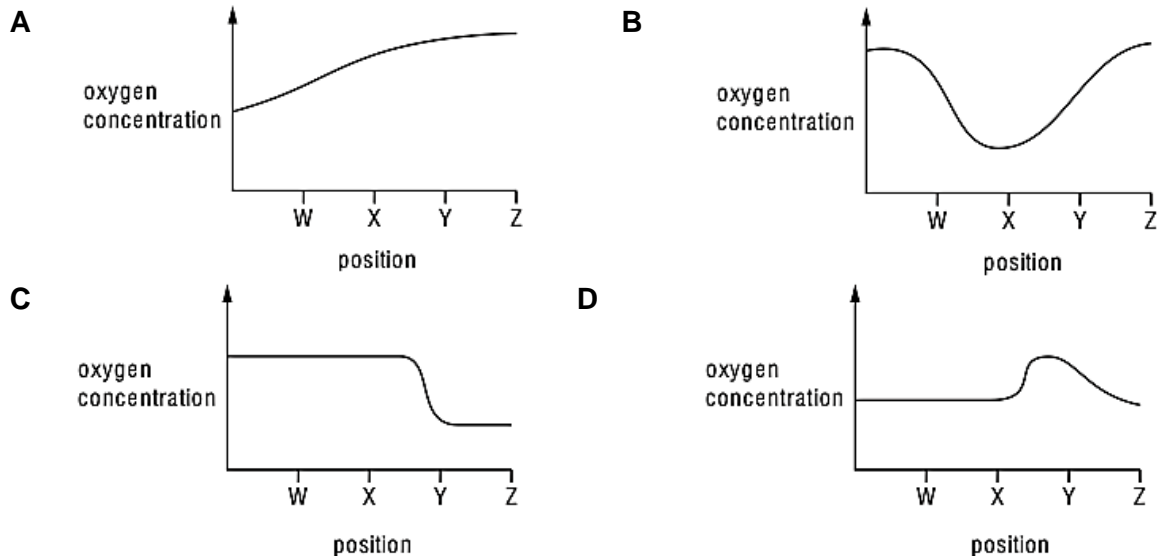 A
oxygen
concentration
W X Y Z
position
B
oxygen
concentration
W X Y Z
position
C
oxygen
concentration
W X Y Z
position
D
oxygen
concentration
W X Y Z
position